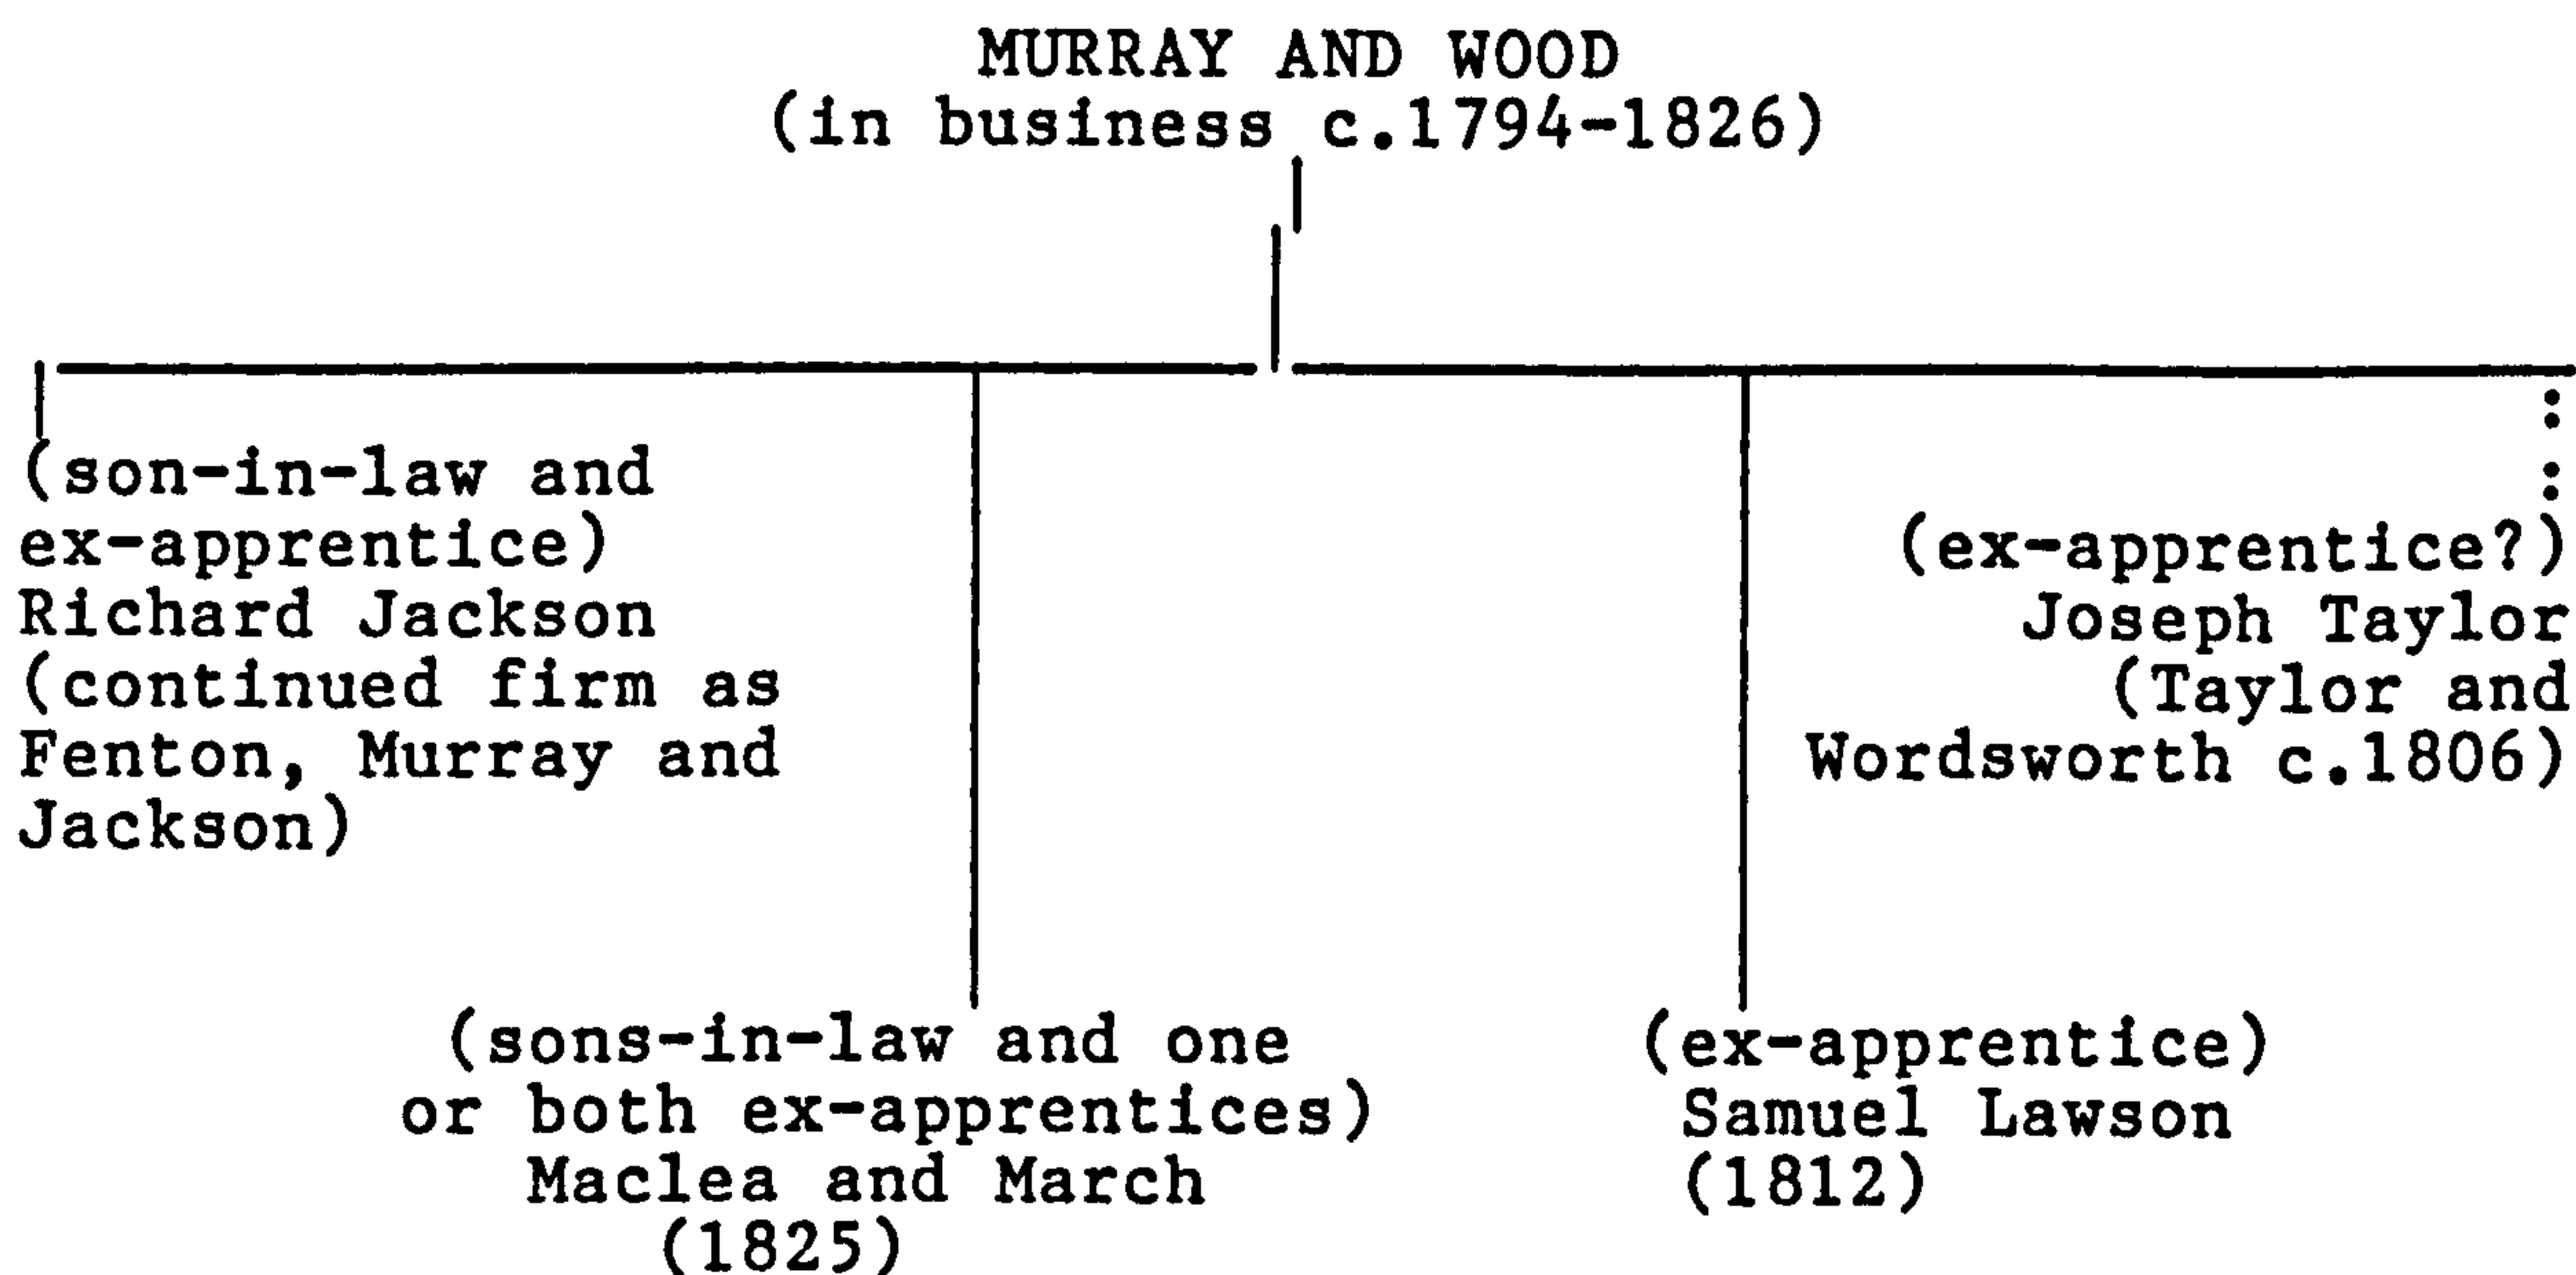 MURRAY AND WOOD
(in business c.1794-1826)
(son-in-law and
ex-apprentice)
Richard Jackson
(continued firm as
Fenton, Murray and
Jackson)
(ex-apprentice?)
Joseph Taylor
(Taylor and
Wordsworth c.1806)
(sons-in-law and one
or both ex-apprentices)
Maclea and March
(1825)
(ex-apprentice)
Samuel Lawson
(1812)